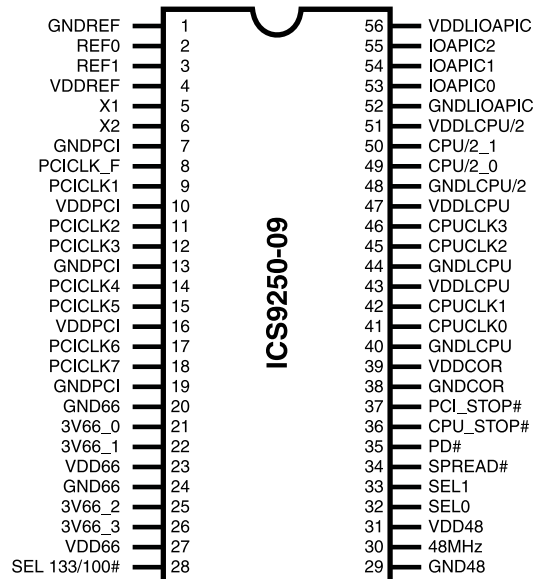 GNDREF 1 56 VDDLIOAPIC
REF0 2 55 IOAPIC2
REF1 3 54 IOAPIC1
VDDREF 4 53 IOAPIC0
X1 5 52 GNDLIOAPIC
X2 6 51 VDDLCPU/2
GNDPCI 7 50 CPU/2_1
PCICLK_F 8 49 CPU/2_0
PCICLK1 9 48 GNDLCPU/2
VDDPCI 10 47 VDDLCPU
PCICLK2 11 46 CPUCLK3
PCICLK3 12 45 CPUCLK2
GNDPCI 13 44 GNDLCPU
PCICLK4 14 43 VDDLCPU
PCICLK5 15 42 CPUCLK1
VDDPCI 16 41 CPUCLK0
PCICLK6 17 40 GNDLCPU
PCICLK7 18 39 VDDCOR
GNDPCI 19 38 GNDCOR
GND66 20 37 PCI_STOP#
3V66_0 21 36 CPU_STOP#
3V66_1 22 35 PD#
VDD66 23 34 SPREAD#
GND66 24 33 SEL1
3V66_2 25 32 SEL0
3V66_3 26 31 VDD48
VDD66 27 30 48MHz
SEL 133/100# 28 29 GND48
ICS9250-09